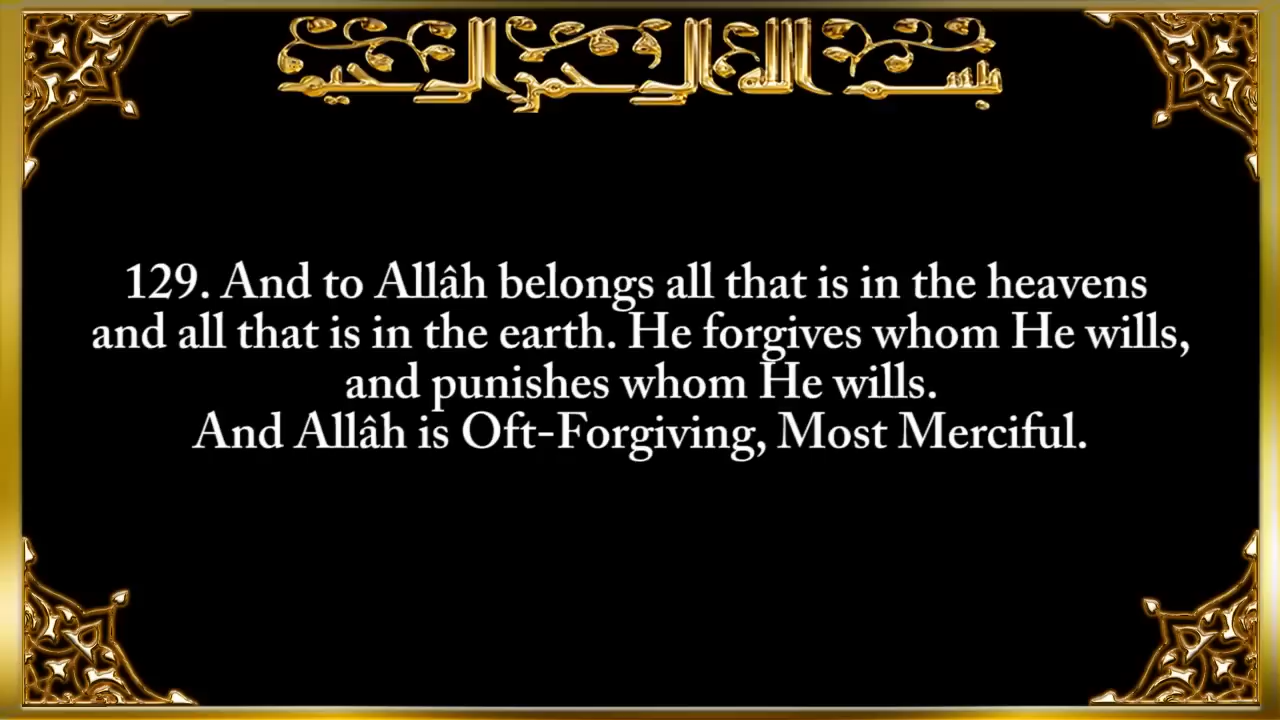 بسم الله الرحمن الرحيم
129. And to Allâh belongs all that is in the heavens
and all that is in the earth. He forgives whom He wills,
and punishes whom He wills.
And Allâh is Oft-Forgiving, Most Merciful.